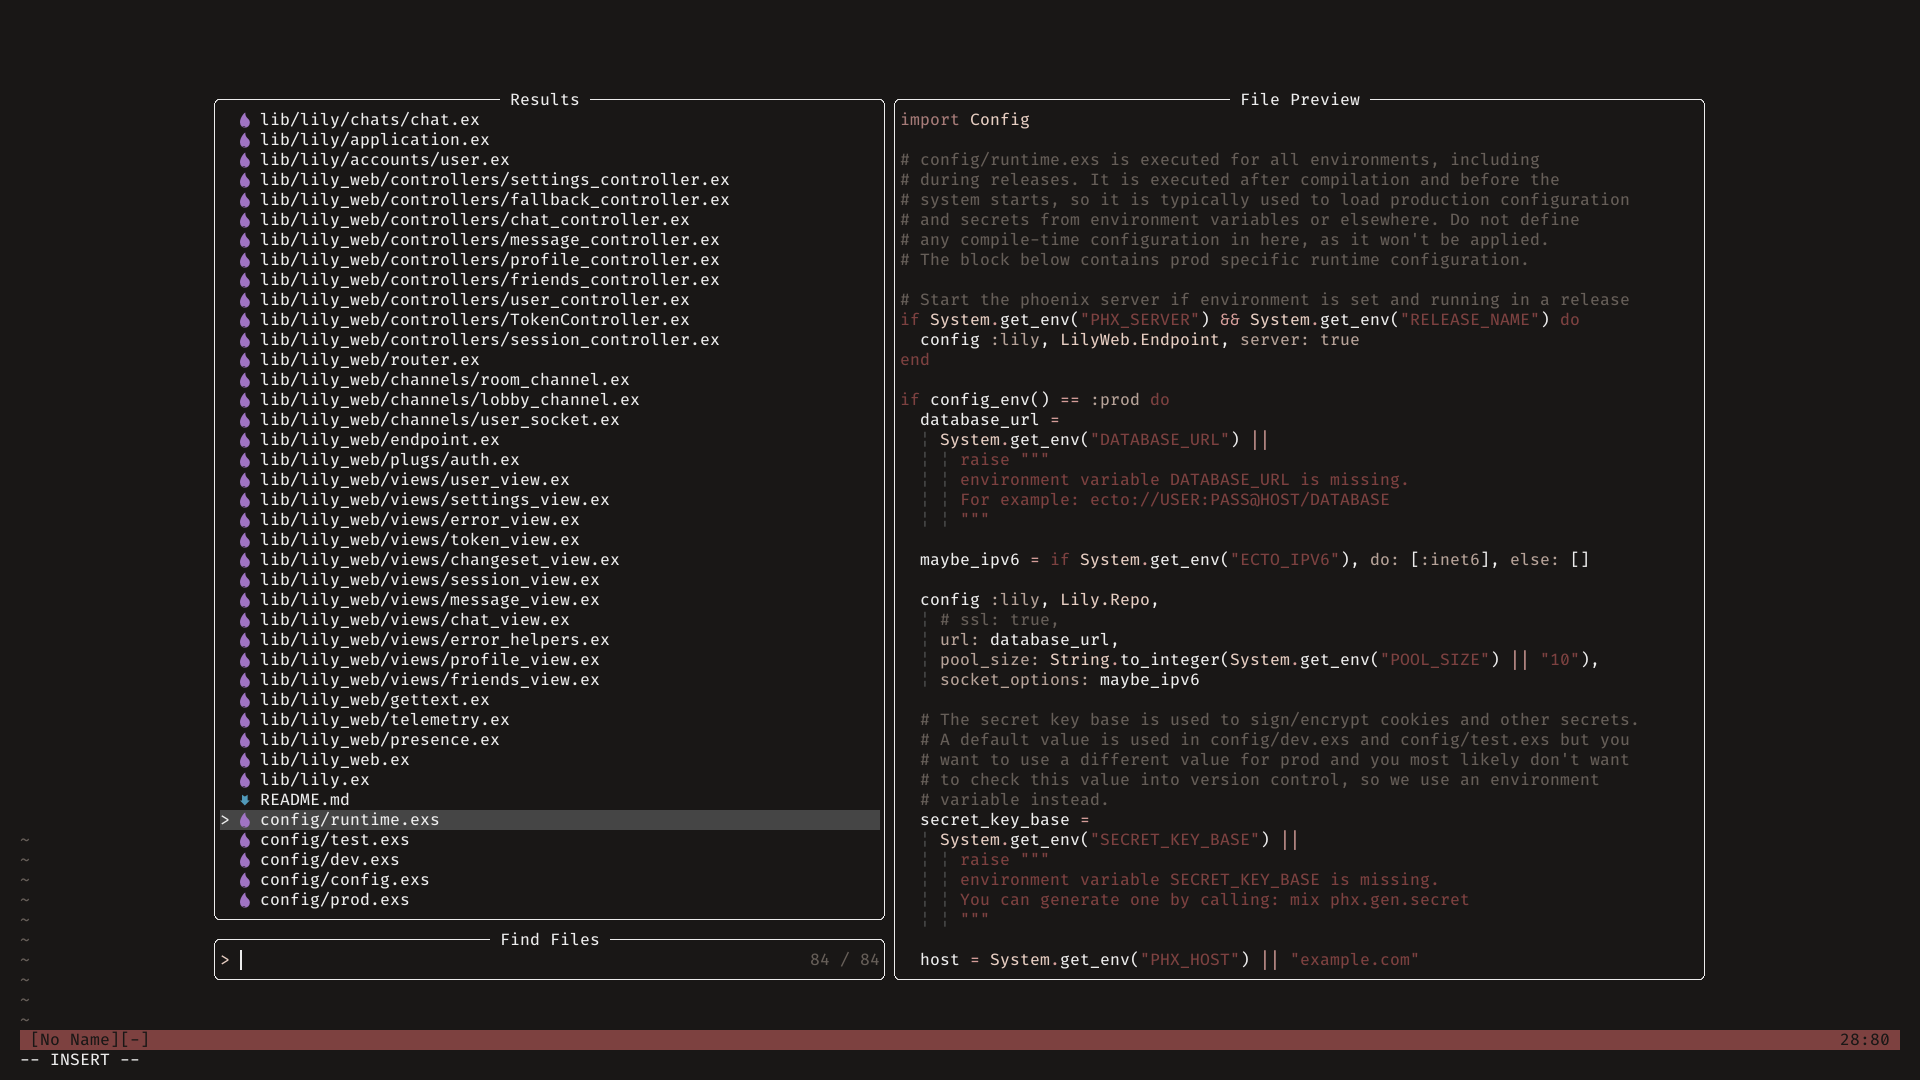 Results
lib/lily/chats/chat.ex
lib/lily/application.ex
lib/lily/accounts/user.ex
lib/lily_web/controllers/settings_controller.ex
lib/lily_web/controllers/fallback_controller.ex
lib/lily_web/controllers/chat_controller.ex
lib/lily_web/controllers/message_controller.ex
lib/lily_web/controllers/profile_controller.ex
lib/lily_web/controllers/friends_controller.ex
lib/lily_web/controllers/user_controller.ex
lib/lily_web/controllers/TokenController.ex
lib/lily_web/controllers/session_controller.ex
lib/lily_web/router.ex
lib/lily_web/channels/room_channel.ex
lib/lily_web/channels/lobby_channel.ex
lib/lily_web/channels/user_socket.ex
lib/lily_web/endpoint.ex
lib/lily_web/plugs/auth.ex
lib/lily_web/views/user_view.ex
lib/lily_web/views/settings_view.ex
lib/lily_web/views/error_view.ex
lib/lily_web/views/token_view.ex
lib/lily_web/views/changeset_view.ex
lib/lily_web/views/session_view.ex
lib/lily_web/views/message_view.ex
lib/lily_web/views/chat_view.ex
lib/lily_web/views/error_helpers.ex
lib/lily_web/views/profile_view.ex
lib/lily_web/views/friends_view.ex
lib/lily_web/gettext.ex
lib/lily_web/telemetry.ex
lib/lily_web/presence.ex
lib/lily_web.ex
lib/lily.ex
README.md
> config/runtime.exs
config/test.exs
config/dev.exs
config/config.exs
config/prod.exs
Find Files
> 84 / 84
File Preview
import Config
# config/runtime.exs is executed for all environments, including
# during releases. It is executed after compilation and before the
# system starts, so it is typically used to load production configuration
# and secrets from environment variables or elsewhere. Do not define
# any compile-time configuration in here, as it won't be applied.
# The block below contains prod specific runtime configuration.
# Start the phoenix server if environment is set and running in a release
if System.get_env("PHX_SERVER") && System.get_env("RELEASE_NAME") do
config :lily, LilyWeb.Endpoint, server: true
end
if config_env() == :prod do
database_url =
System.get_env("DATABASE_URL") ||
raise """
environment variable DATABASE_URL is missing.
For example: ecto://USER:PASS@HOST/DATABASE
"""
maybe_ipv6 = if System.get_env("ECTO_IPV6"), do: [:inet6], else: []
config :lily, Lily.Repo,
# ssl: true,
url: database_url,
pool_size: String.to_integer(System.get_env("POOL_SIZE") || "10"),
socket_options: maybe_ipv6
# The secret key base is used to sign/encrypt cookies and other secrets.
# A default value is used in config/dev.exs and config/test.exs but you
# want to use a different value for prod and you most likely don't want
# to check this value into version control, so we use an environment
# variable instead.
secret_key_base =
System.get_env("SECRET_KEY_BASE") ||
raise """
environment variable SECRET_KEY_BASE is missing.
You can generate one by calling: mix phx.gen.secret
"""
host = System.get_env("PHX_HOST") || "example.com"
~
~
~
~
~
~
~
~
~
~
[No Name][-] 28:80
-- INSERT --